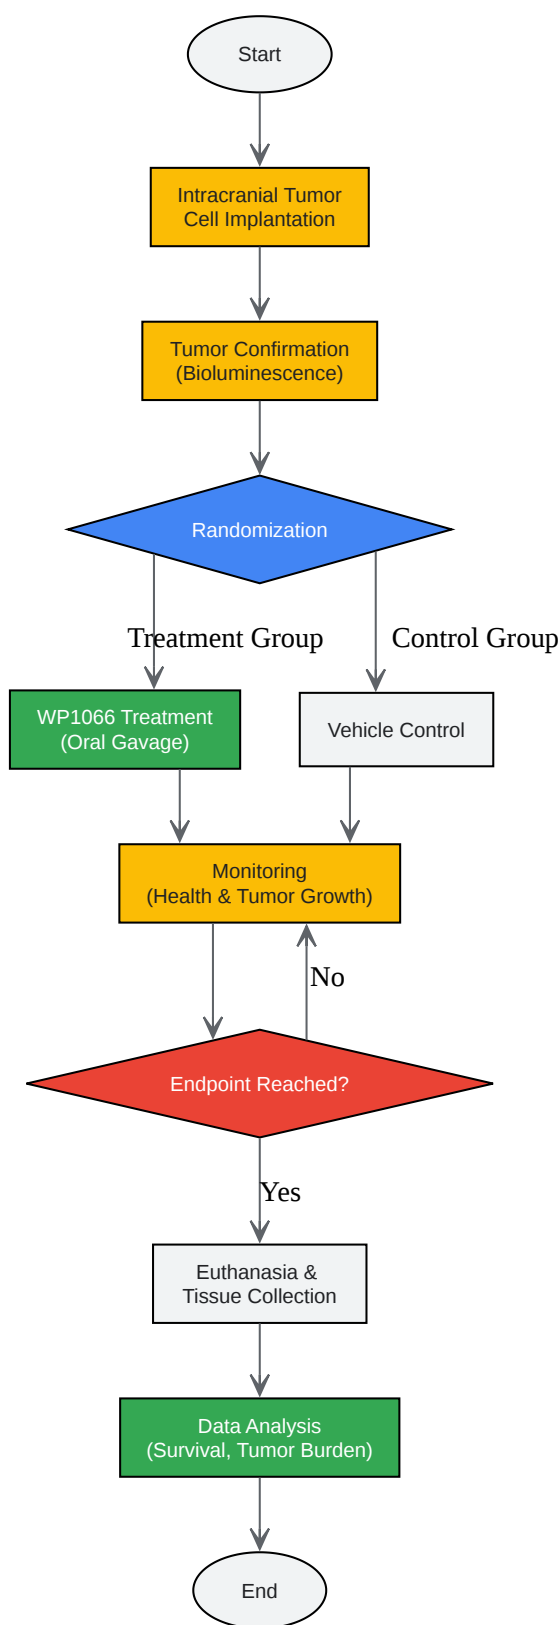 Start
Intracranial Tumor
Cell Implantation
Tumor Confirmation
(Bioluminescence)
Randomization
Treatment Group
Control Group
WP1066 Treatment
(Oral Gavage)
Vehicle Control
Monitoring
(Health & Tumor Growth)
No
Endpoint Reached?
Yes
Euthanasia &
Tissue Collection
Data Analysis
(Survival, Tumor Burden)
End